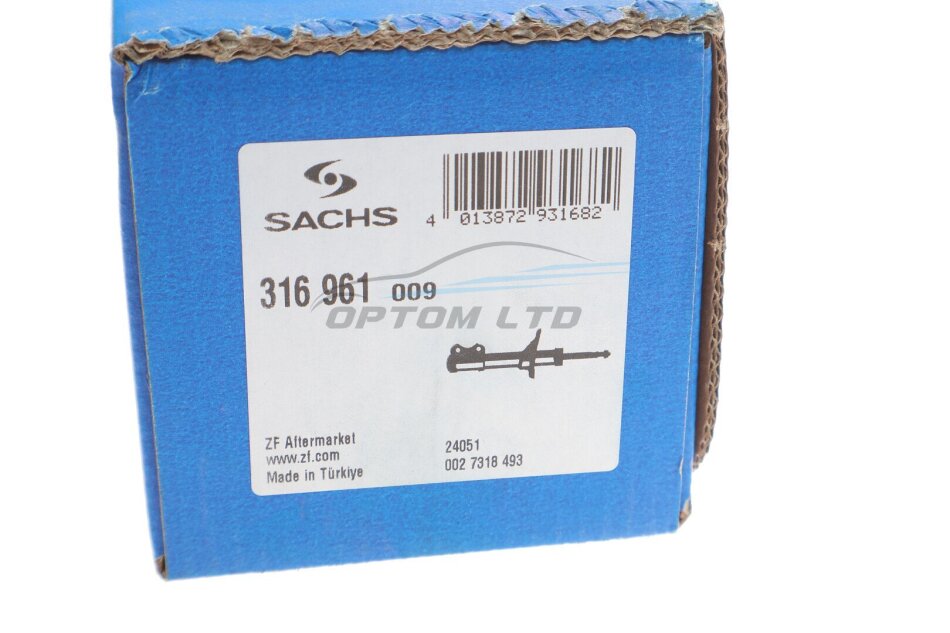 SACHS
4 013872 931682
316 961 009
OPTOM LTD
ZF Aftermarket
www.zf.com
Made in Türkiye
24051
002 7318 493